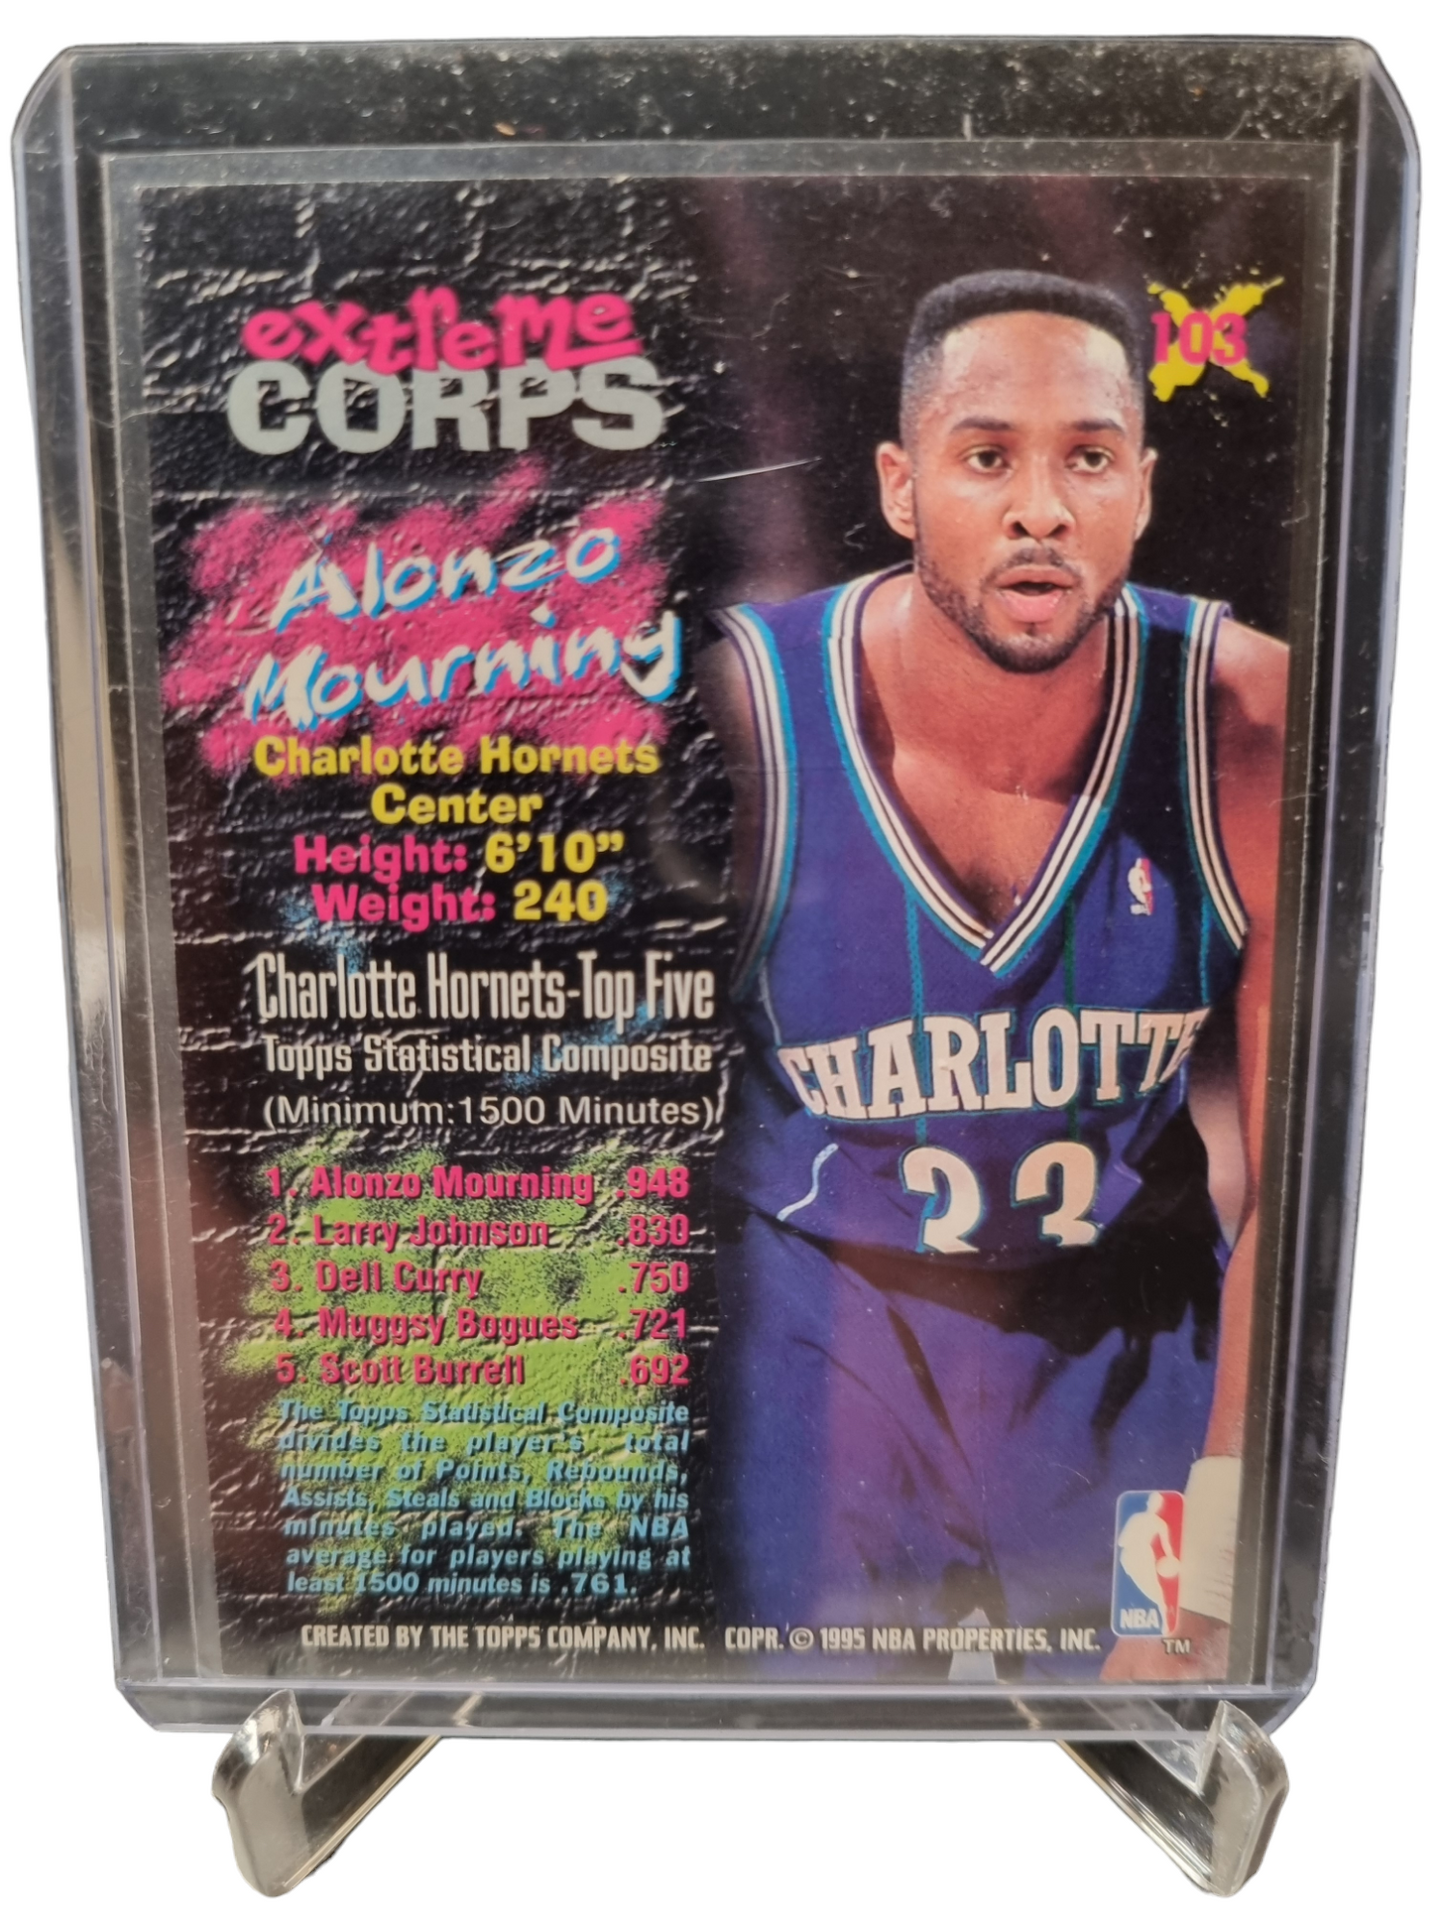 extreme
CORPS
103
Alonzo
Mourning
Charlotte Hornets
Center
Height: 6'10"
Weight: 240
Charlotte Hornets-Top Five
Topps Statistical Composite
(Minimum:1500 Minutes)
1. Alonzo Mourning .948
2. Larry Johnson .830
3. Dell Curry .750
4. Muggsy Bogues .721
5. Scott Burrell .692
The Topps Statistical Composite
divides the player's total
number of Points, Rebounds,
Assists, Steals and Blocks by his
minutes played. The NBA
average for players playing at
least 1500 minutes is .761.
CHARLOTTE
33
NBA
TM
CREATED BY THE TOPPS COMPANY, INC. COPR. © 1995 NBA PROPERTIES, INC.